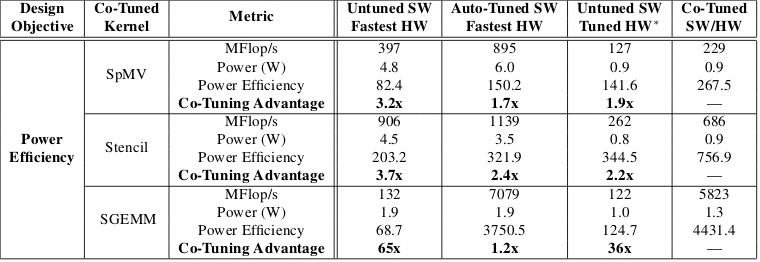 Design Co-Tuned Metric Untuned SW Auto-Tuned SW Untuned SW Co-Tuned
Objective Kernel Fastest HW Fastest HW Tuned HW* SW/HW
MFlop/s 397 895 127 229
SpMV Power (W) 4.8 6.0 0.9 0.9
Power Efficiency 82.4 150.2 141.6 267.5
Co-Tuning Advantage 3.2x 1.7x 1.9x —
MFlop/s 906 1139 262 686
Power Stencil Power (W) 4.5 3.5 0.8 0.9
Efficiency Power Efficiency 203.2 321.9 344.5 756.9
Co-Tuning Advantage 3.7x 2.4x 2.2x —
MFlop/s 132 7079 122 5823
SGEMM Power (W) 1.9 1.9 1.0 1.3
Power Efficiency 68.7 3750.5 124.7 4431.4
Co-Tuning Advantage 65x 1.2x 36x —